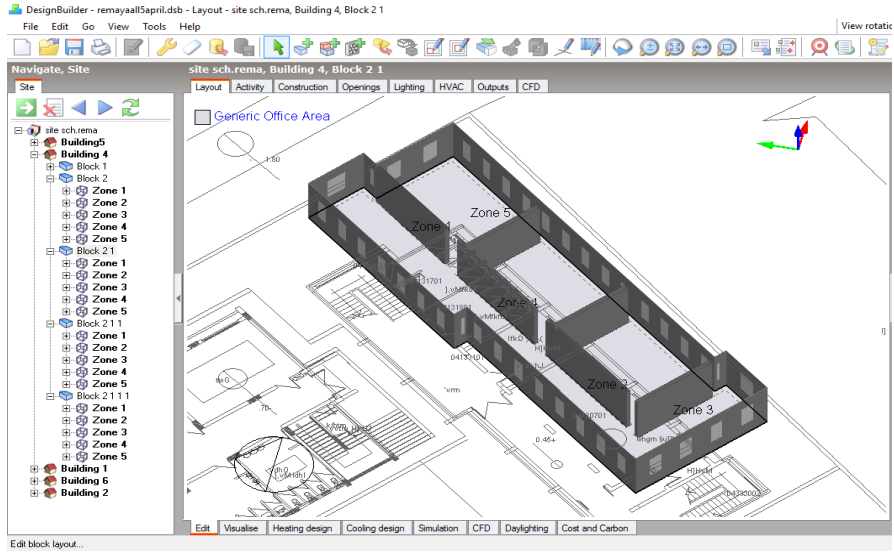 DesignBuilder - remayaall5april.dsb - Layout - site sch.rema, Building 4, Block 2 1
File Edit Go View Tools Help
View rotatio
Navigate, Site
site sch.rema, Building 4, Block 2 1
Site
Layout Activity Construction Openings Lighting HVAC Outputs CFD
Generic Office Area
site sch.rema
Building5
Building 4
Block 1
Block 2
Zone 1
Zone 2
Zone 3
Zone 4
Zone 5
Block 2 1
Zone 1
Zone 2
Zone 3
Zone 4
Zone 5
Block 2 1 1
Zone 1
Zone 2
Zone 3
Zone 4
Zone 5
Block 2 1 1 1
Zone 1
Zone 2
Zone 3
Zone 4
Zone 5
Building 1
Building 6
Building 2
1.80
Zone 5
Zone 1
131701
Zone 4
Zone 2
Zone 3
'vrm
0.45+
Edit Visualise Heating design Cooling design Simulation CFD Daylighting Cost and Carbon
Edit block layout...